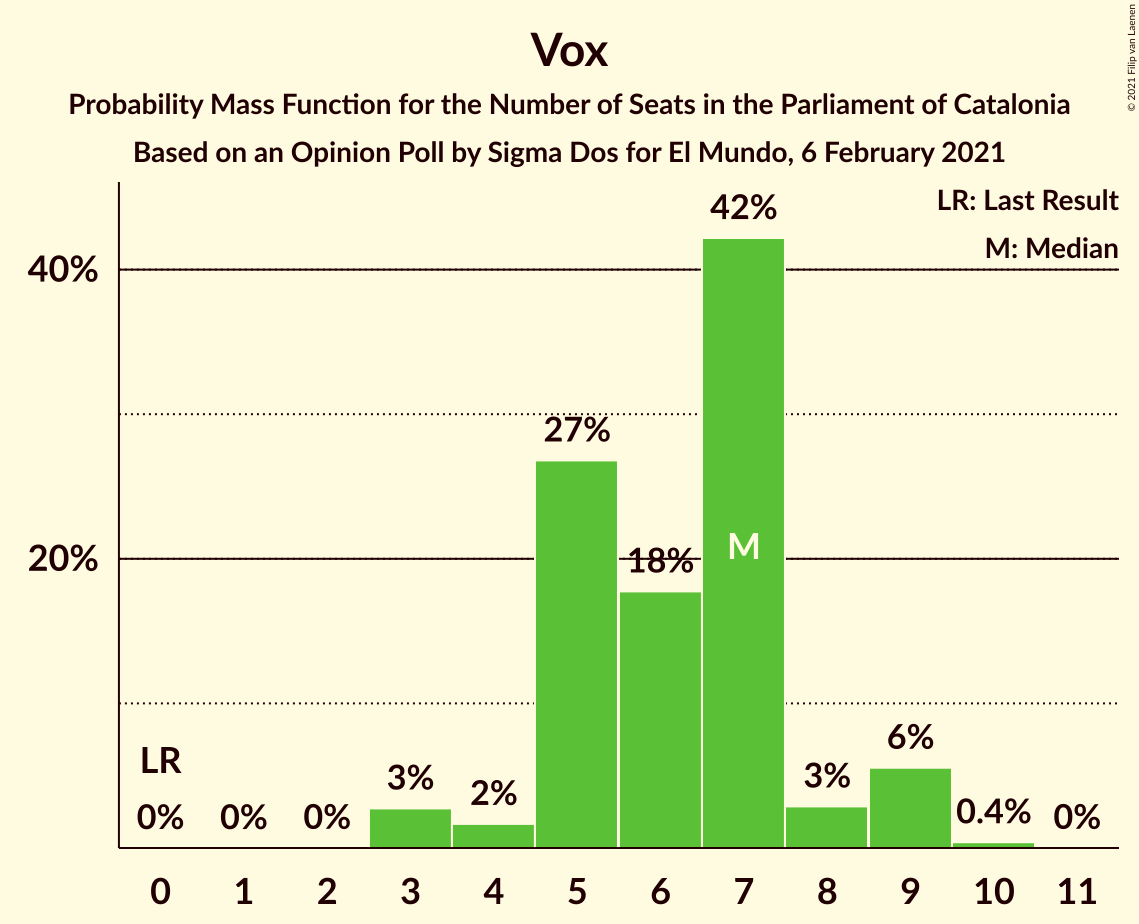 Vox
Probability Mass Function for the Number of Seats in the Parliament of Catalonia
Based on an Opinion Poll by Sigma Dos for El Mundo, 6 February 2021
© 2021 Filip van Laenen
LR: Last Result
M: Median
40%
20%
42%
27%
18%
M
LR
0%
0%
0%
3%
2%
3%
6%
0.4%
0%
0 1 2 3 4 5 6 7 8 9 10 11